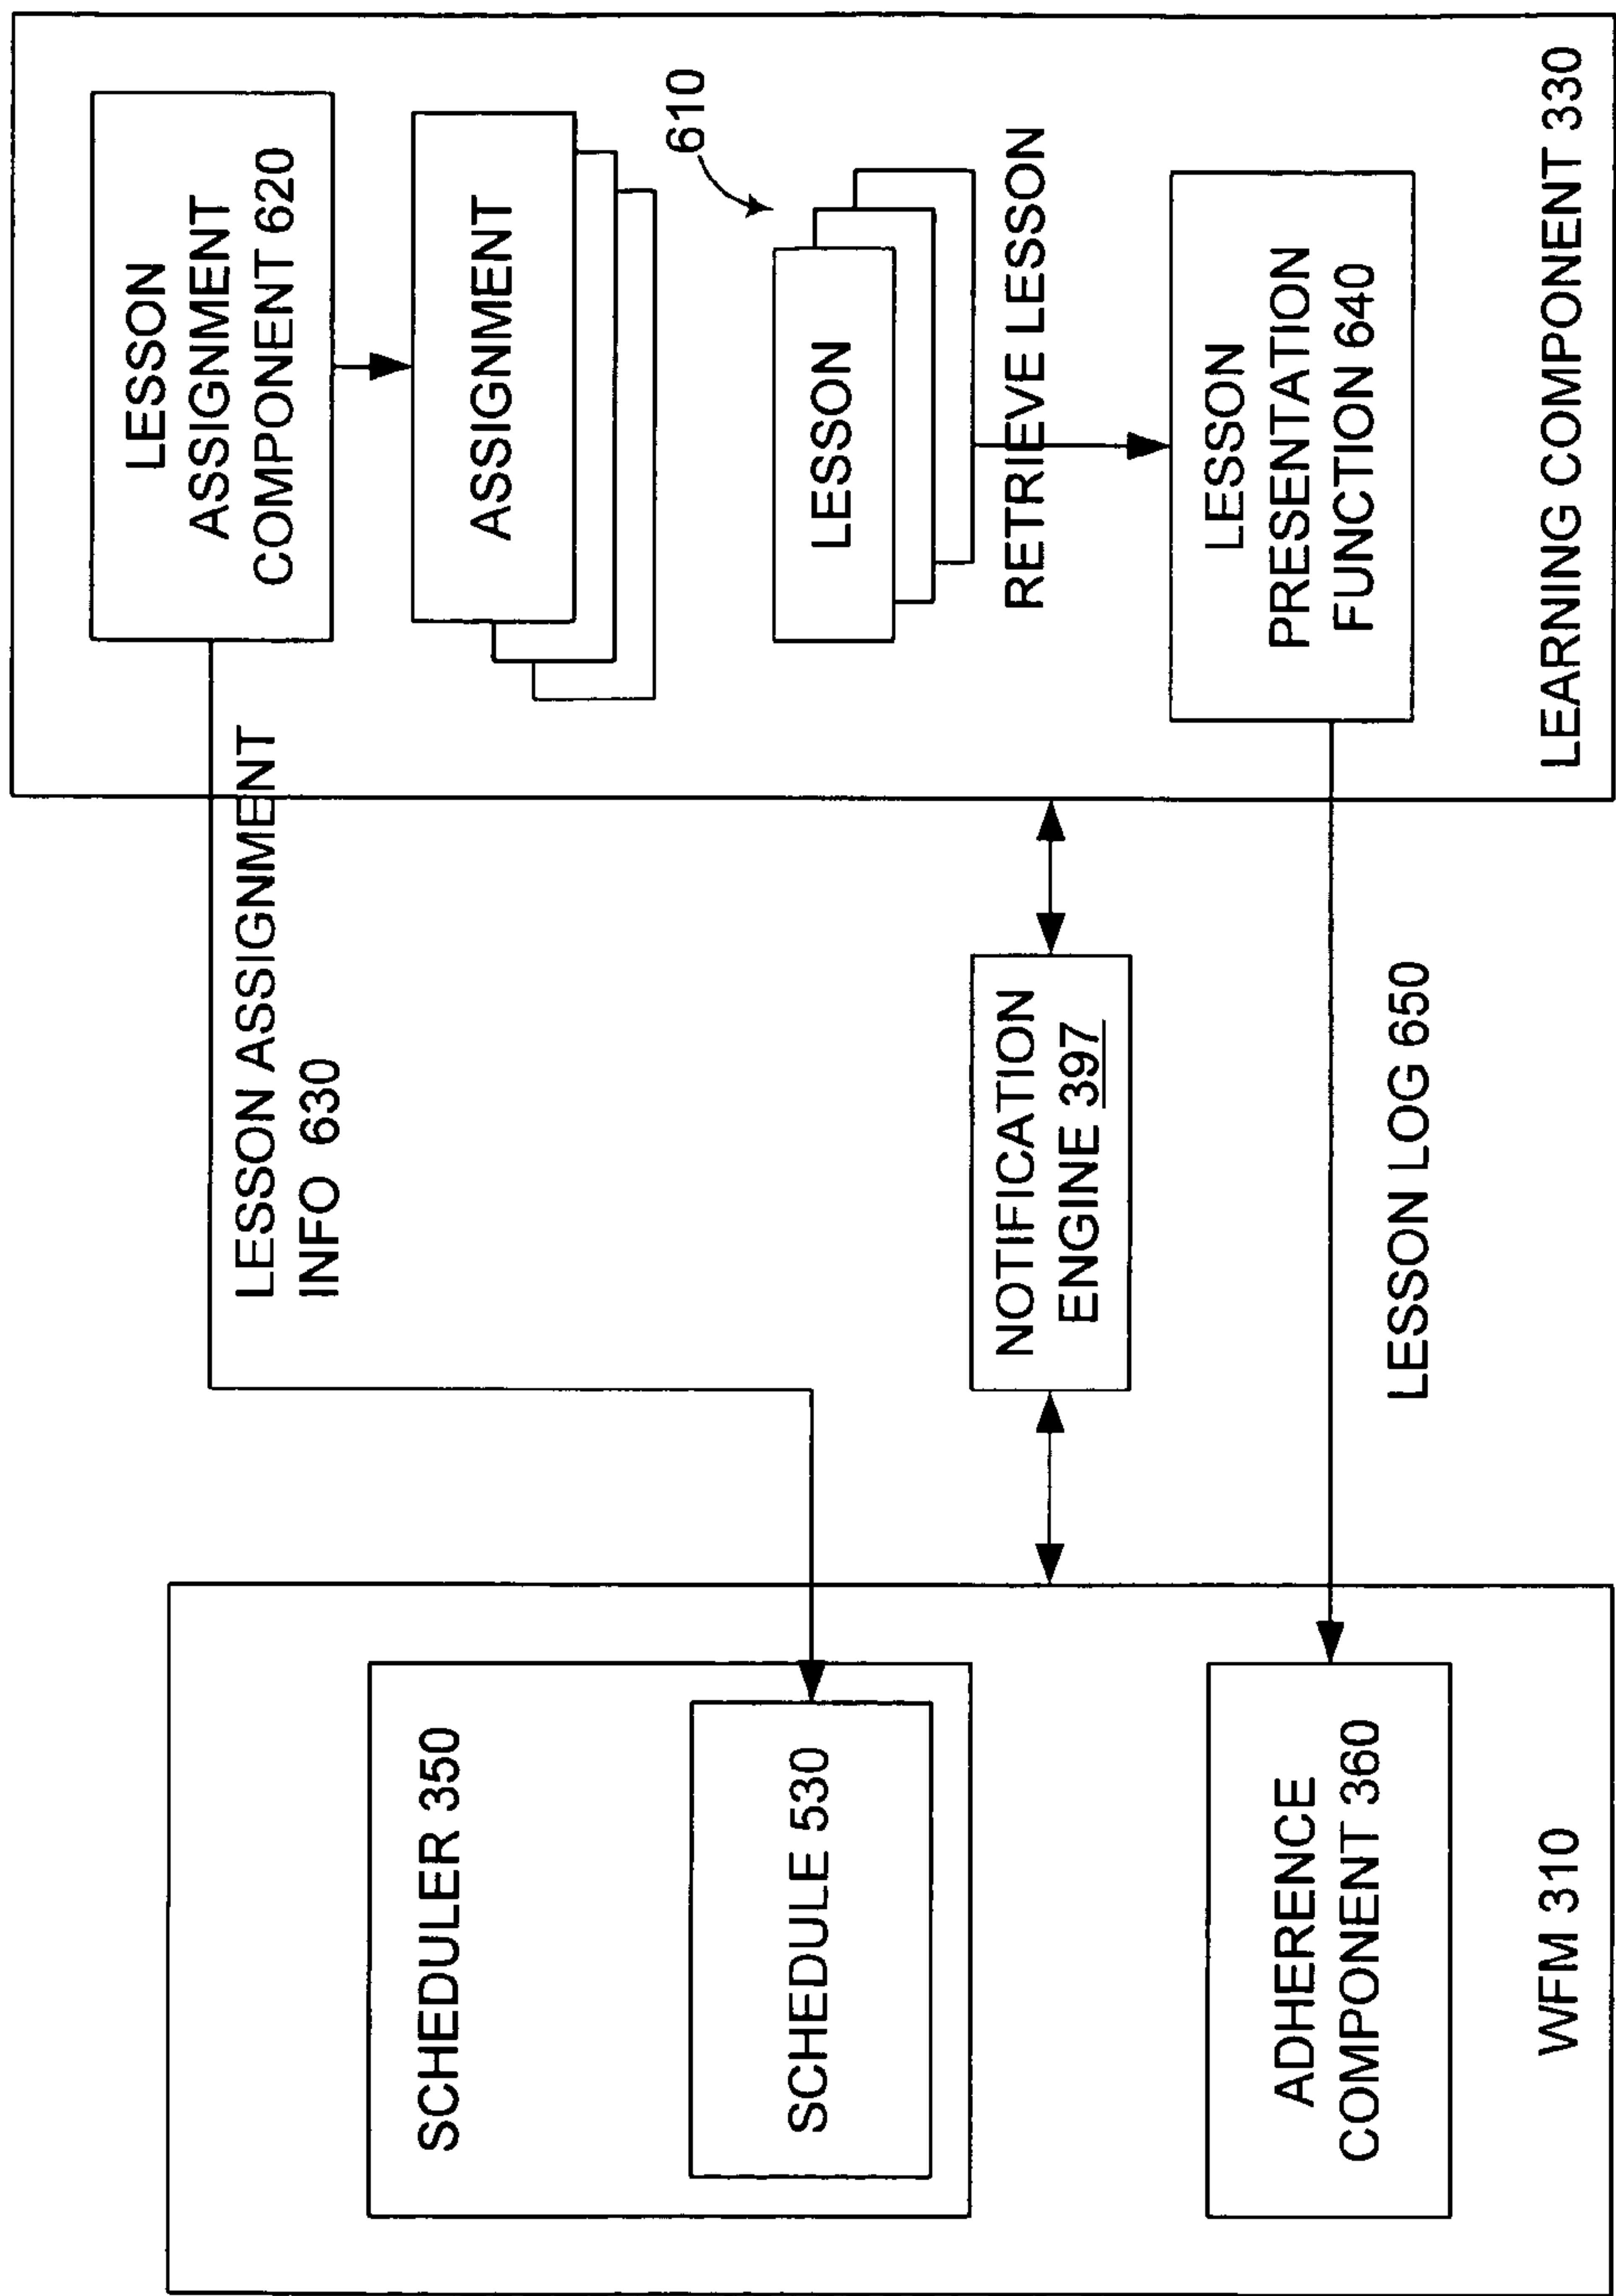 SCHEDULER 350
SCHEDULE 530
ADHERENCE
COMPONENT 360
WFM 310
LESSON ASSIGNMENT
INFO 630
NOTIFICATION
ENGINE 397
LESSON LOG 650
LESSON
ASSIGNMENT
COMPONENT 620
ASSIGNMENT
610
LESSON
RETRIEVE LESSON
LESSON
PRESENTATION
FUNCTION 640
LEARNING COMPONENT 330